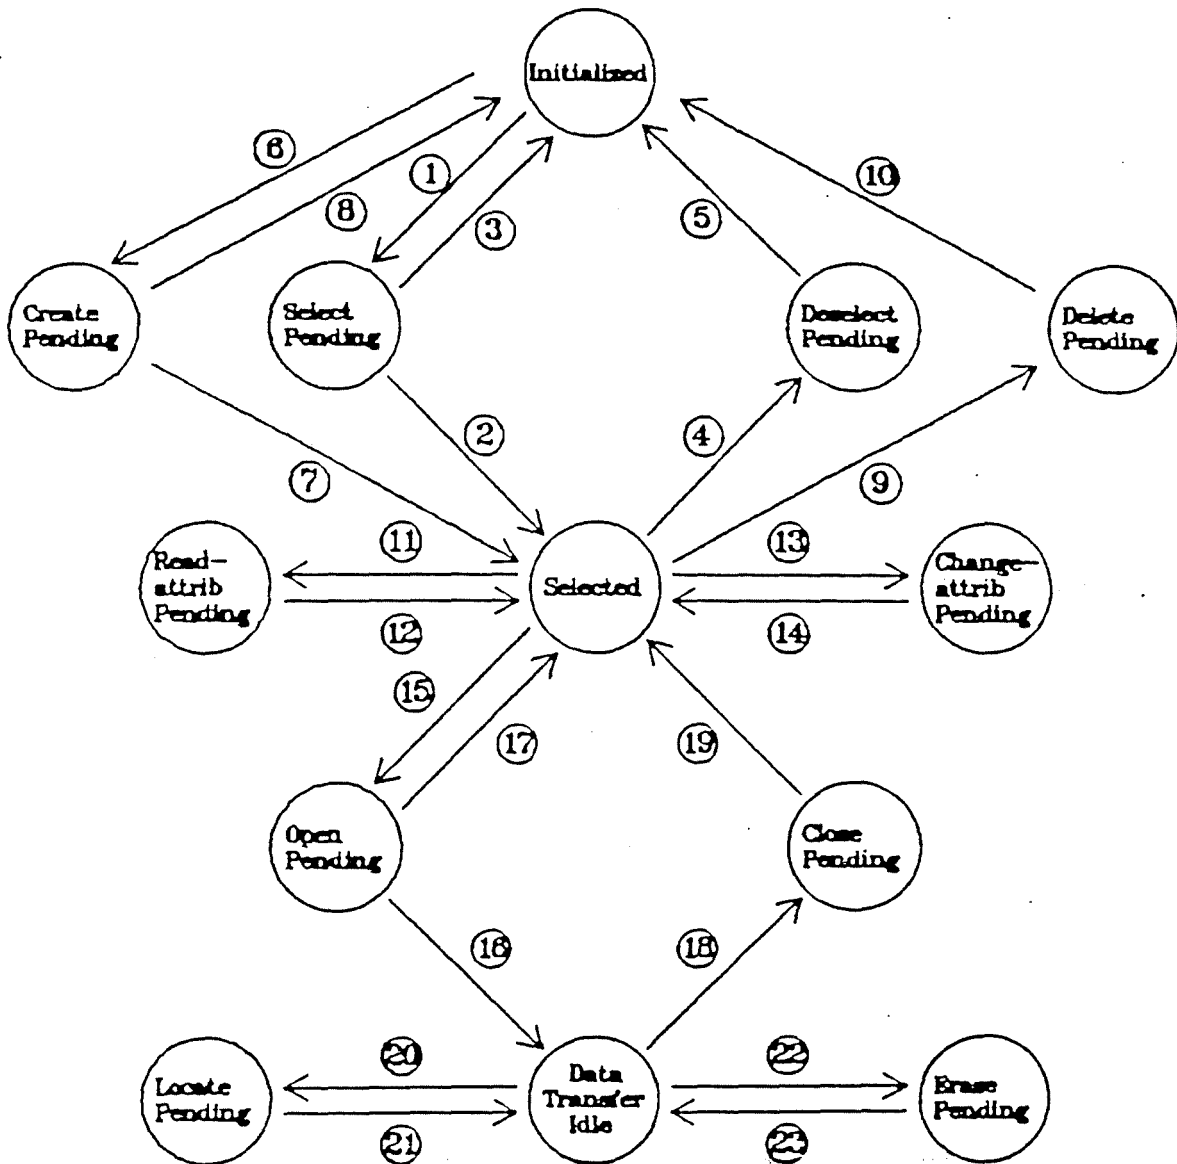 Initialized
6
1
10
8
3
5
Create
Pending
Select
Pending
Deselect
Pending
Delete
Pending
2
4
7
9
11
13
Read-
attrib
Pending
Selected
Change-
attrib
Pending
12
14
15
17
19
Open
Pending
Close
Pending
16
18
20
22
Locate
Pending
Data
Transfer
Idle
Erase
Pending
21
23